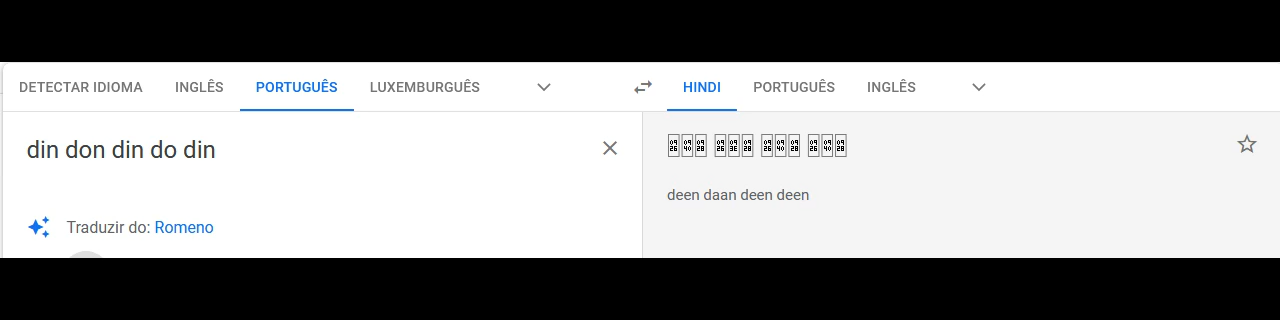 DETECTAR IDIOMA INGLÊS PORTUGUÊS LUXEMBURGUÊS HINDI PORTUGUÊS INGLÊS
din don din do din
दीन दान दीन दीन
deen daan deen deen
Traduzir do: Romeno